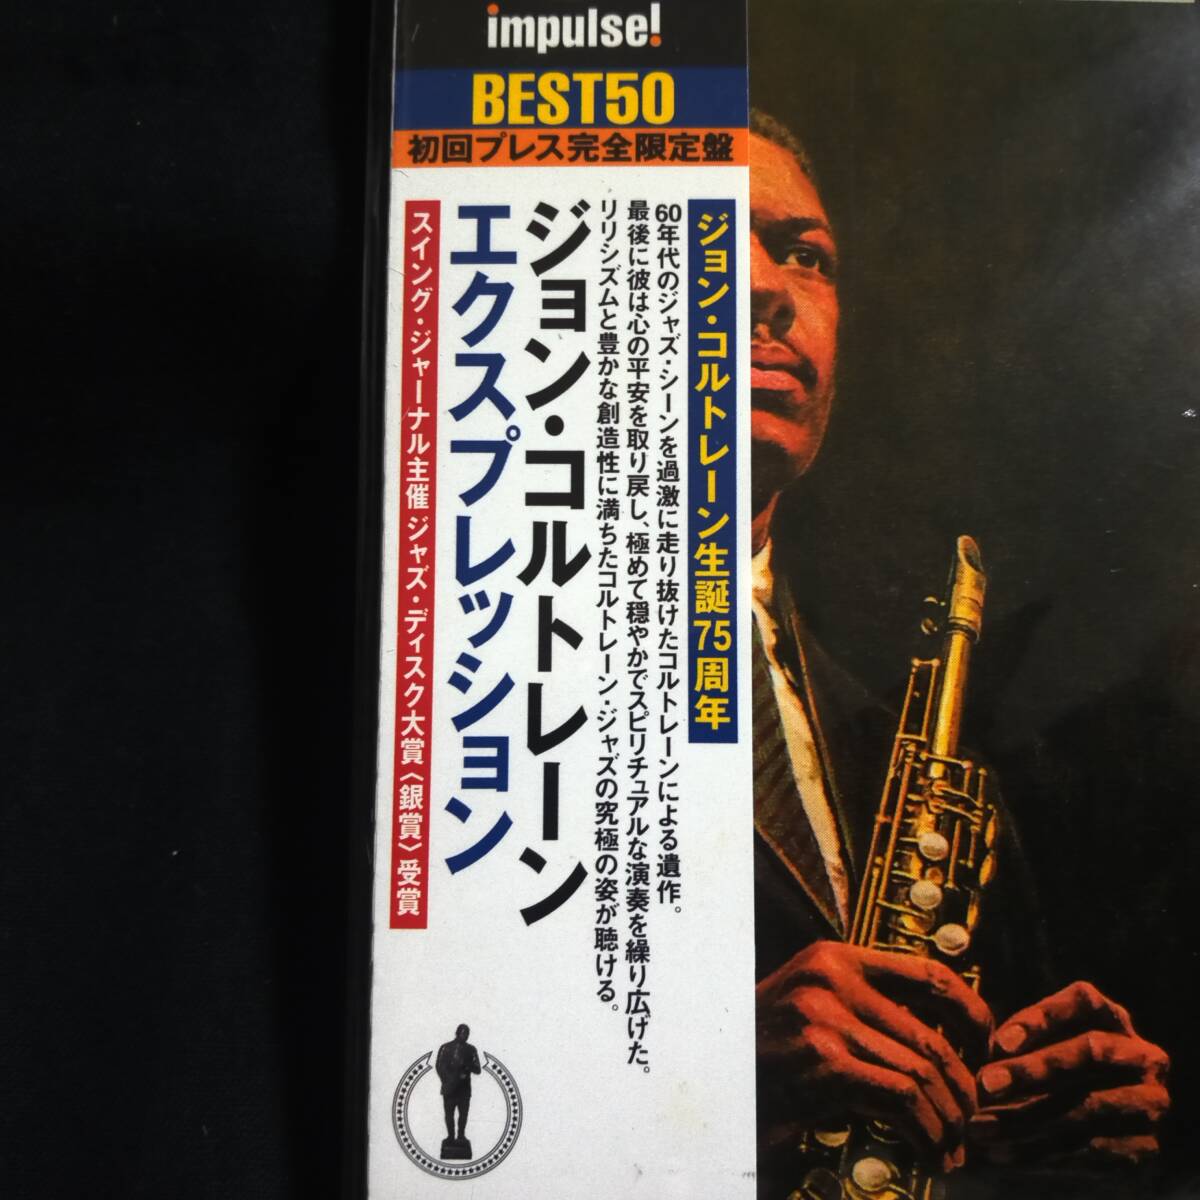 impulse!
BEST50
初回プレス完全限定盤
ジョン・コルトレーン生誕75周年
60年代のジャズ・シーンを過激に走り抜けたコルトレーンによる遺作。
最後に彼は心の平安を取り戻し、極めて穏やかでスピリチュアルな演奏を繰り広げた。
リリシズムと豊かな創造性に満ちたコルトレーン・ジャズの究極の姿が聴ける。
ジョン・コルトレーン
エクスプレッション
スイング・ジャーナル主催 ジャズ・ディスク大賞〈銀賞〉受賞